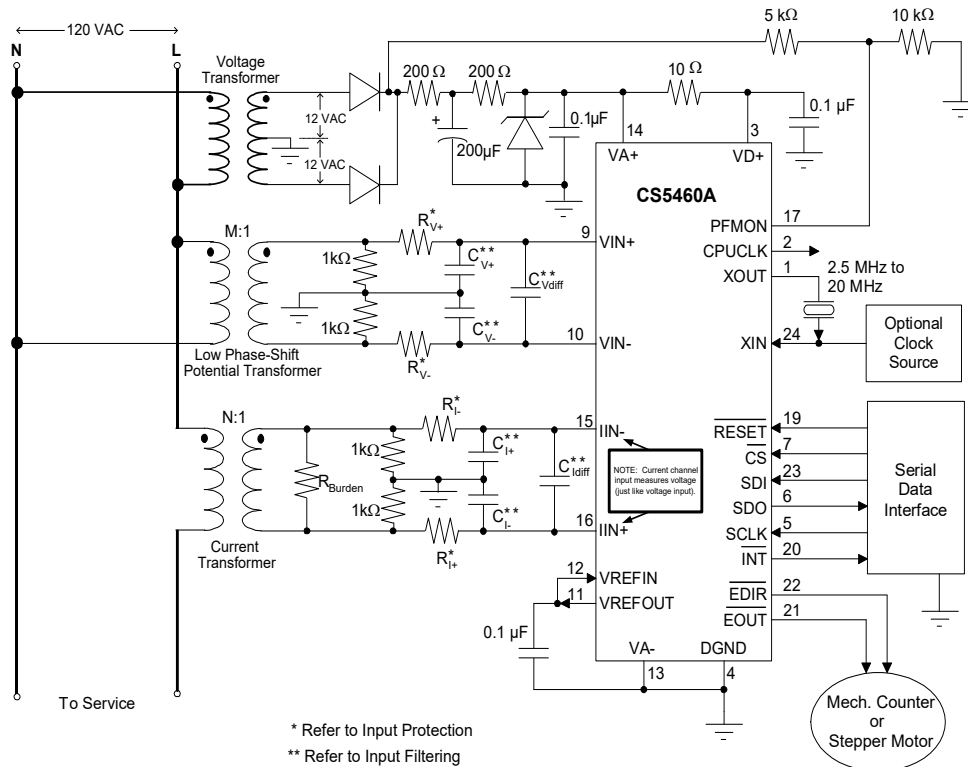 120 VAC
N
L
5 kΩ
10 kΩ
Voltage
Transformer
200 Ω
200 Ω
10 Ω
12 VAC
12 VAC
+
200µF
0.1µF
0.1 µF
14
3
VA+
VD+
CS5460A
PFMON
17
CPUCLK
2
XOUT
1
2.5 MHz to
20 MHz
XIN
24
Optional
Clock
Source
M:1
R*V+
9
VIN+
1kΩ
C**V+
C**Vdiff
1kΩ
C**V-
10
VIN-
R*V-
Low Phase-Shift
Potential Transformer
N:1
R*I-
15
IIN-
1kΩ
C**I+
C**Idiff
RBurden
1kΩ
C**I-
16
IIN+
R*I+
Current
Transformer
NOTE: Current channel
input measures voltage
(just like voltage input).
RESET
19
CS
7
SDI
23
SDO
6
SCLK
5
INT
20
Serial
Data
Interface
12
VREFIN
11
VREFOUT
EDIR
22
EOUT
21
0.1 µF
VA-
DGND
13
4
To Service
Mech. Counter
or
Stepper Motor
* Refer to Input Protection
** Refer to Input Filtering